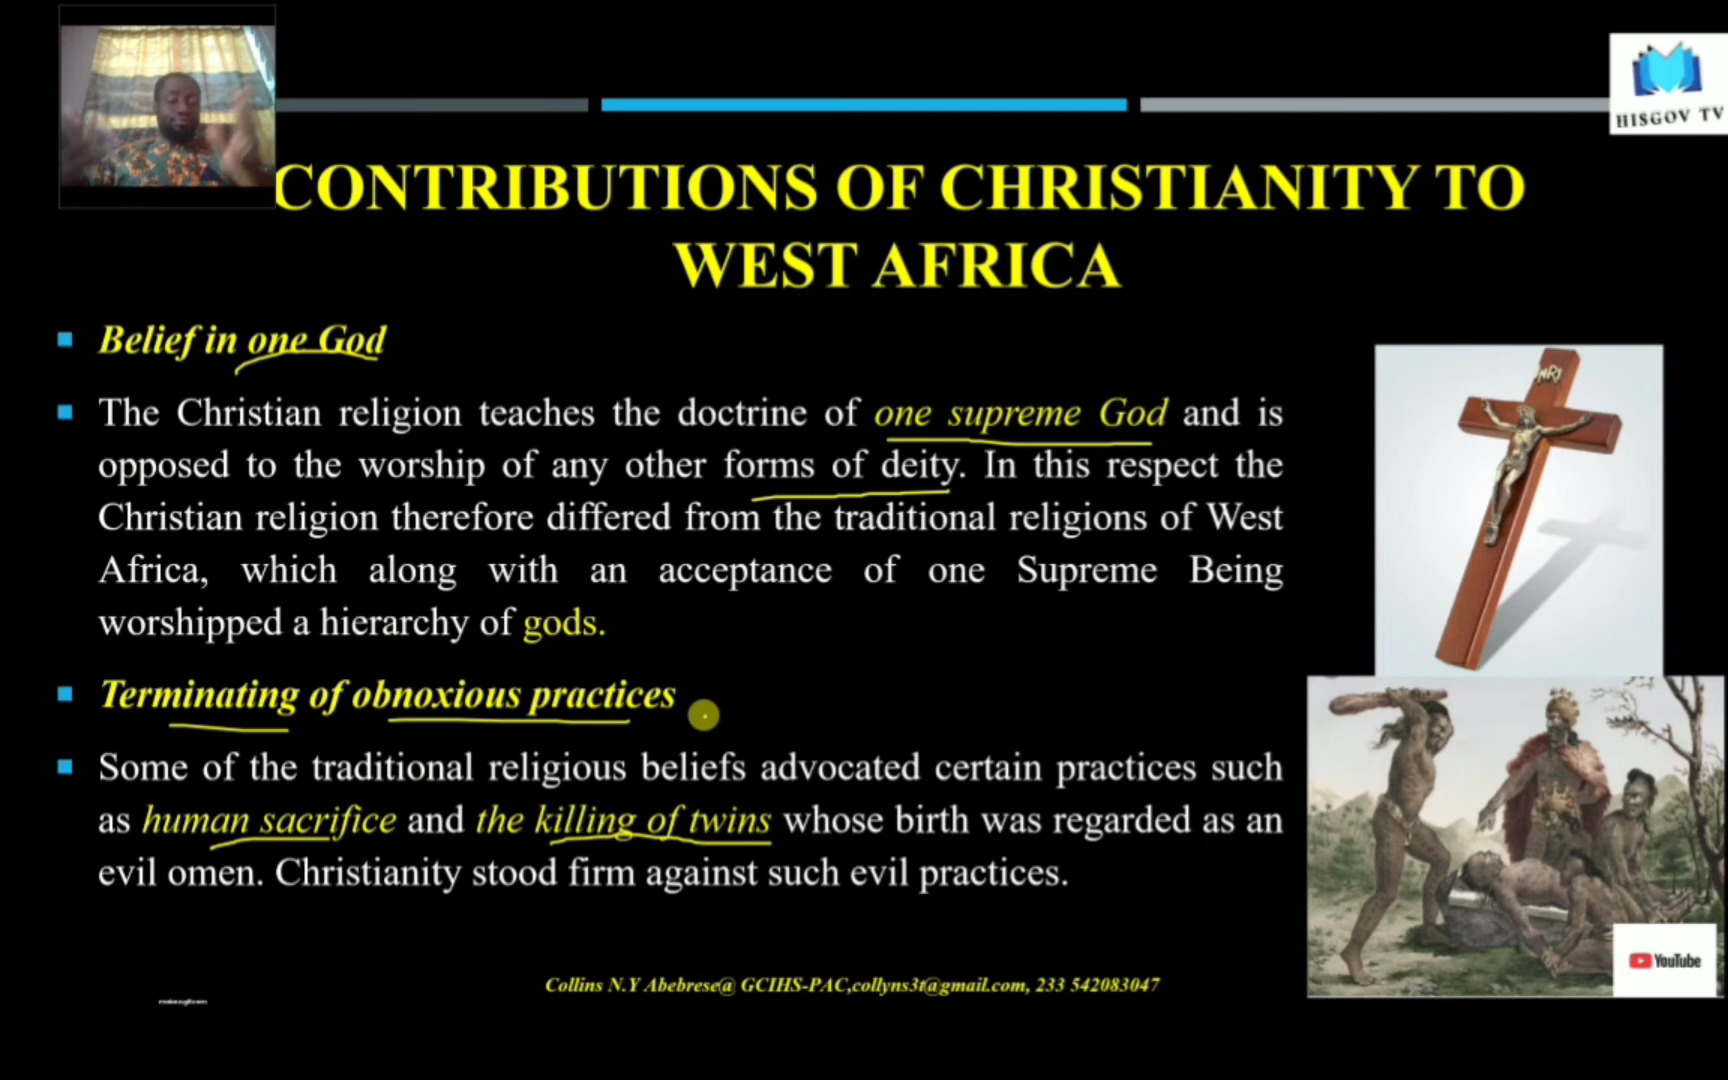 HISGOV TV
CONTRIBUTIONS OF CHRISTIANITY TO
WEST AFRICA
Belief in one God
The Christian religion teaches the doctrine of one supreme God and is
opposed to the worship of any other forms of deity. In this respect the
Christian religion therefore differed from the traditional religions of West
Africa, which along with an acceptance of one Supreme Being
worshipped a hierarchy of gods.
INRI
Terminating of obnoxious practices
Some of the traditional religious beliefs advocated certain practices such
as human sacrifice and the killing of twins whose birth was regarded as an
evil omen. Christianity stood firm against such evil practices.
YouTube
Collins N.Y Abebrese@ GCIHS-PAC,collyns3t@gmail.com, 233 542083047